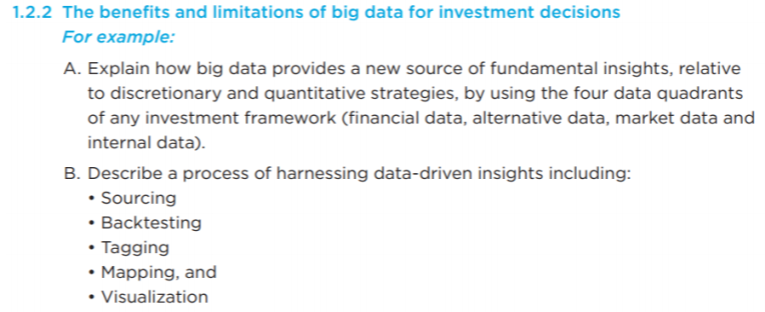 1.2.2 The benefits and limitations of big data for investment decisions
For example:
A. Explain how big data provides a new source of fundamental insights, relative
to discretionary and quantitative strategies, by using the four data quadrants
of any investment framework (financial data, alternative data, market data and
internal data).
B. Describe a process of harnessing data-driven insights including:
• Sourcing
• Backtesting
• Tagging
• Mapping, and
• Visualization